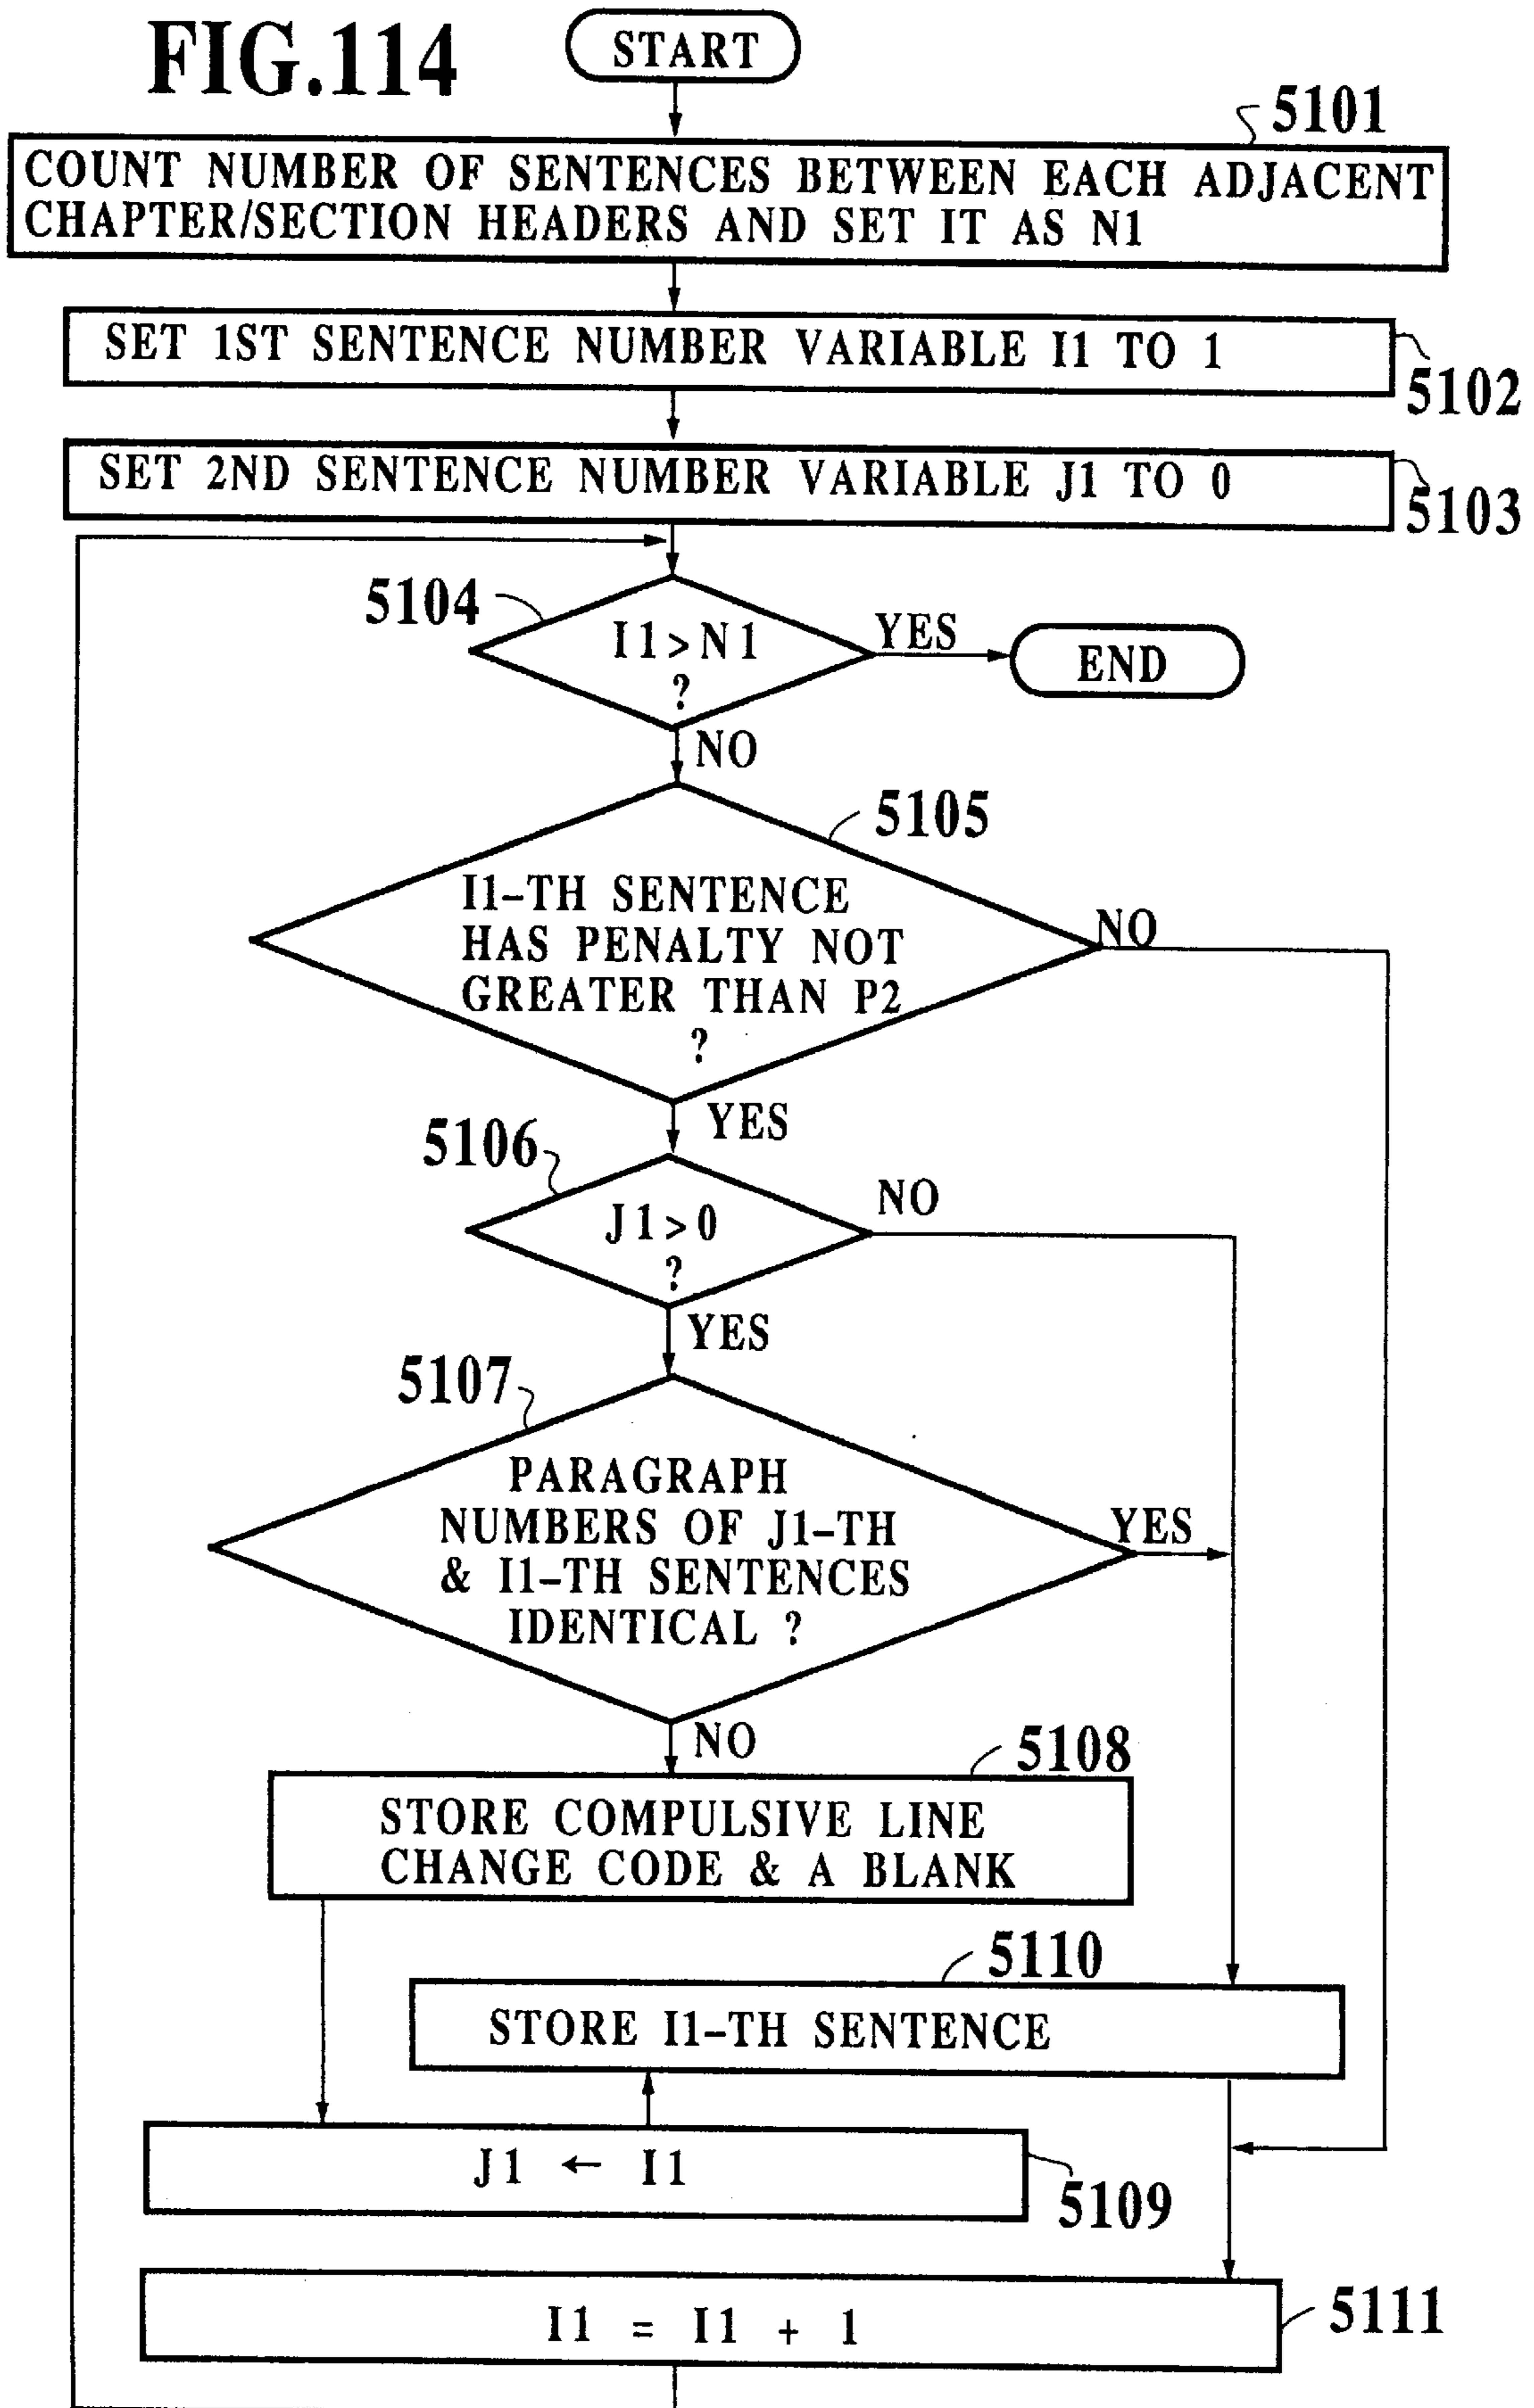 FIG.114
START
5101
COUNT NUMBER OF SENTENCES BETWEEN EACH ADJACENT
CHAPTER/SECTION HEADERS AND SET IT AS N1
SET 1ST SENTENCE NUMBER VARIABLE I1 TO 1
5102
SET 2ND SENTENCE NUMBER VARIABLE J1 TO 0
5103
5104
I1>N1
?
YES
END
NO
5105
I1-TH SENTENCE
HAS PENALTY NOT
GREATER THAN P2
?
NO
YES
5106
J1>0
?
NO
YES
5107
PARAGRAPH
NUMBERS OF J1-TH
& I1-TH SENTENCES
IDENTICAL ?
YES
NO
5108
STORE COMPULSIVE LINE
CHANGE CODE & A BLANK
5110
STORE I1-TH SENTENCE
J1 ← I1
5109
I1 = I1 + 1
5111